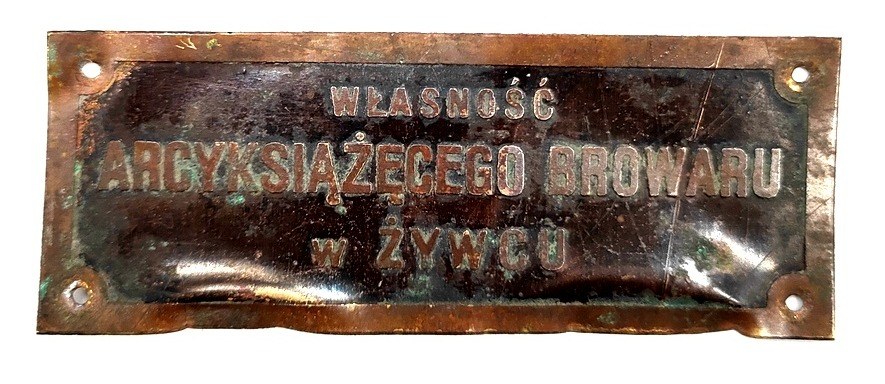 WŁASNOŚĆ
ARCYKSIĄŻĘCEGO BROWARU
w ŻYWCU